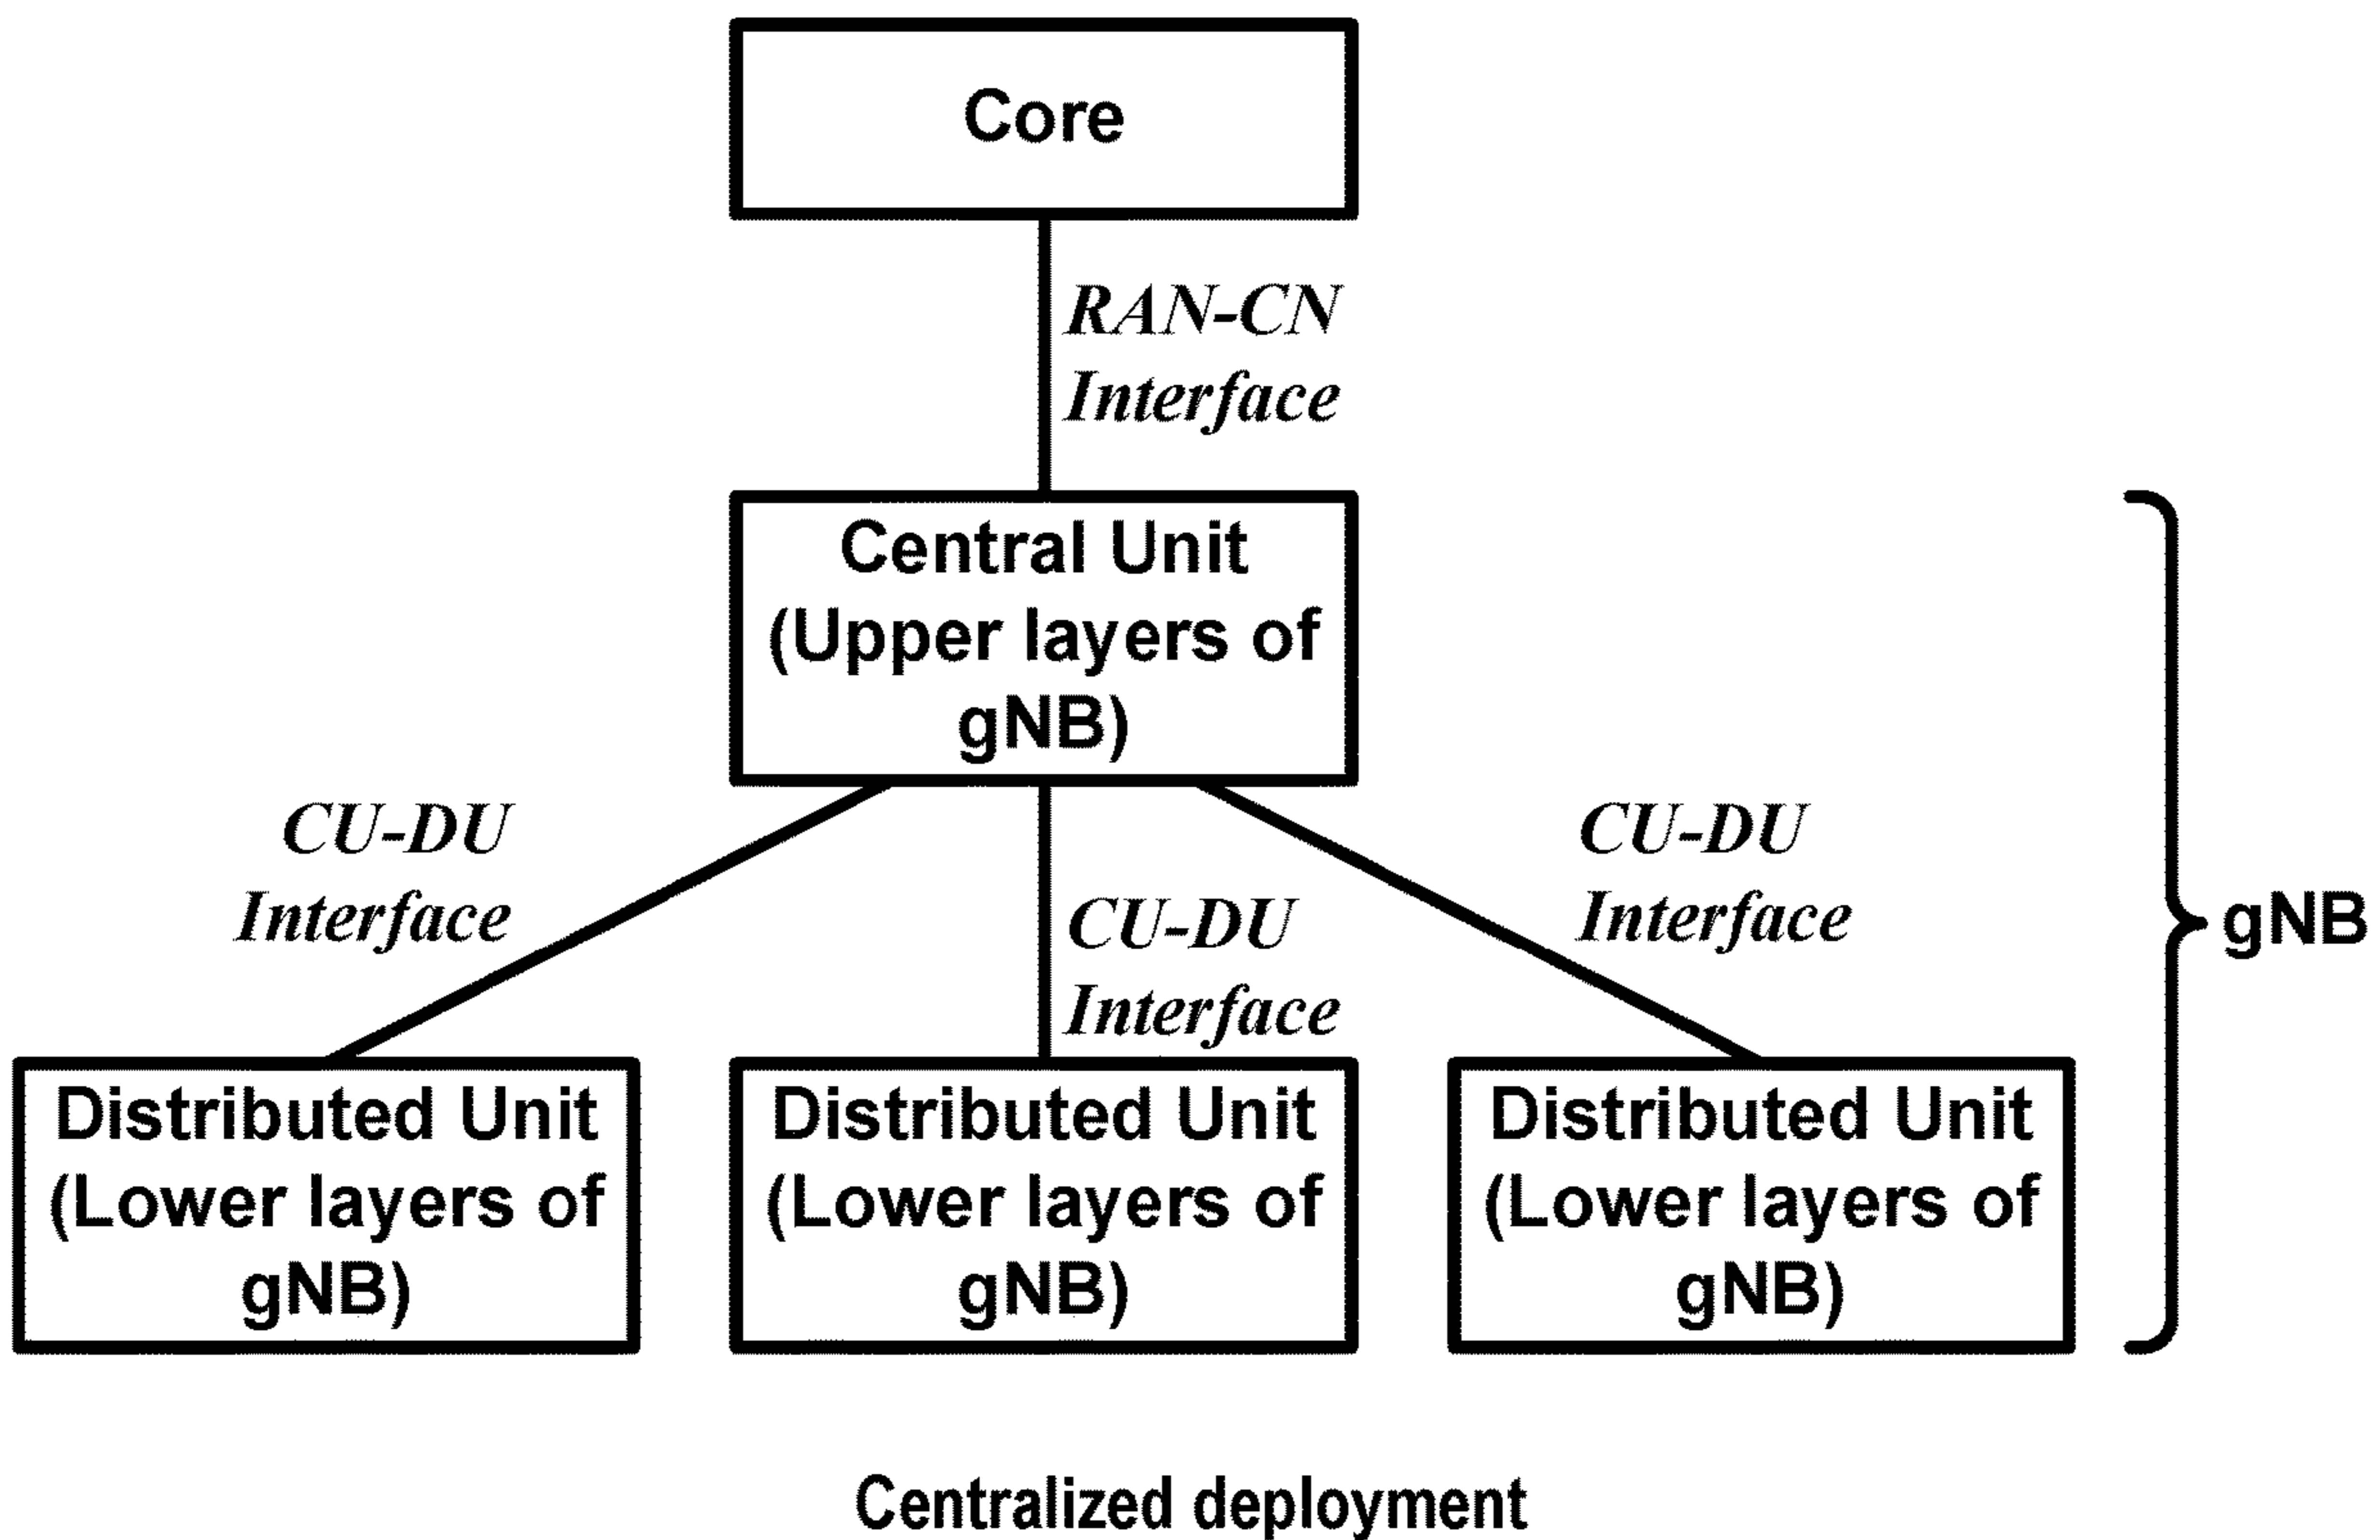 Core
RAN-CN
Interface
Central Unit
(Upper layers of
gNB)
CU-DU
Interface
CU-DU
Interface
CU-DU
Interface
gNB
Distributed Unit
(Lower layers of
gNB)
Distributed Unit
(Lower layers of
gNB)
Distributed Unit
(Lower layers of
gNB)
Centralized deployment